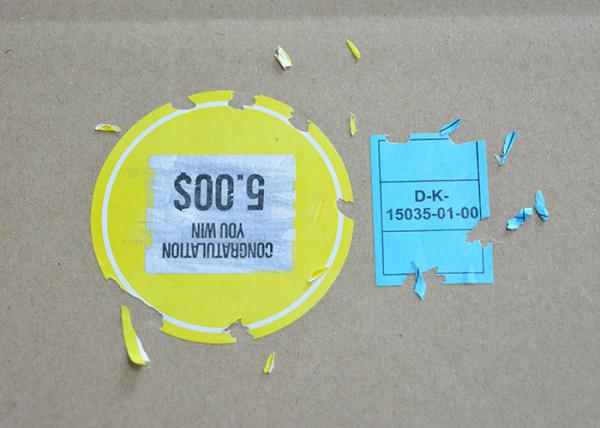 CONGRATULATION
YOU WIN
5.00$
D-K-
15035-01-00